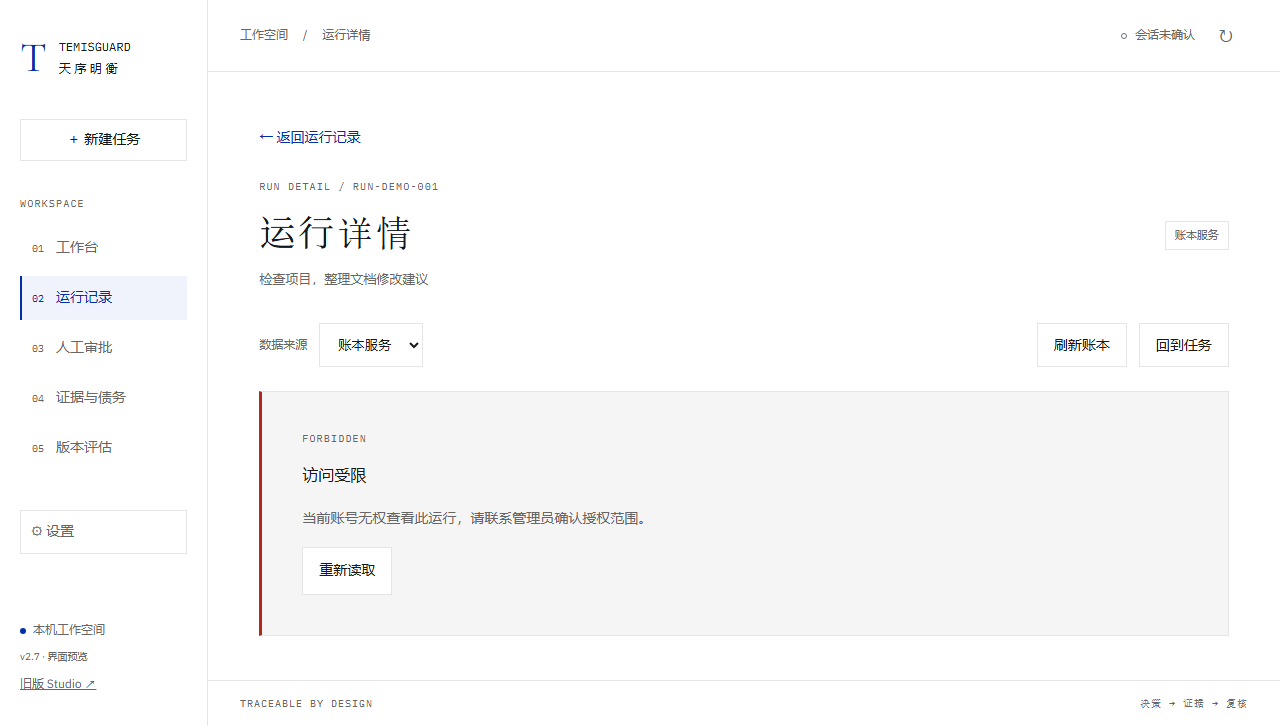 T
TEMISGUARD
天序明衡
+ 新建任务
WORKSPACE
01 工作台
02 运行记录
03 人工审批
04 证据与债务
05 版本评估
⚙ 设置
本机工作空间
v2.7 · 界面预览
旧版 Studio ↗
工作空间 / 运行详情
会话未确认 ↻
← 返回运行记录
RUN DETAIL / RUN-DEMO-001
运行详情
账本服务
检查项目，整理文档修改建议
数据来源 账本服务
刷新账本 回到任务
FORBIDDEN
访问受限
当前账号无权查看此运行，请联系管理员确认授权范围。
重新读取
TRACEABLE BY DESIGN
决策 → 证据 → 复核